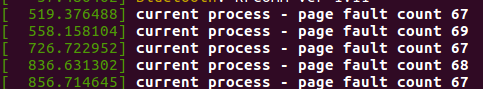 [  519.376488] current process - page fault count 67
[  558.158104] current process - page fault count 69
[  726.722952] current process - page fault count 67
[  836.631302] current process - page fault count 68
[  856.714645] current process - page fault count 67